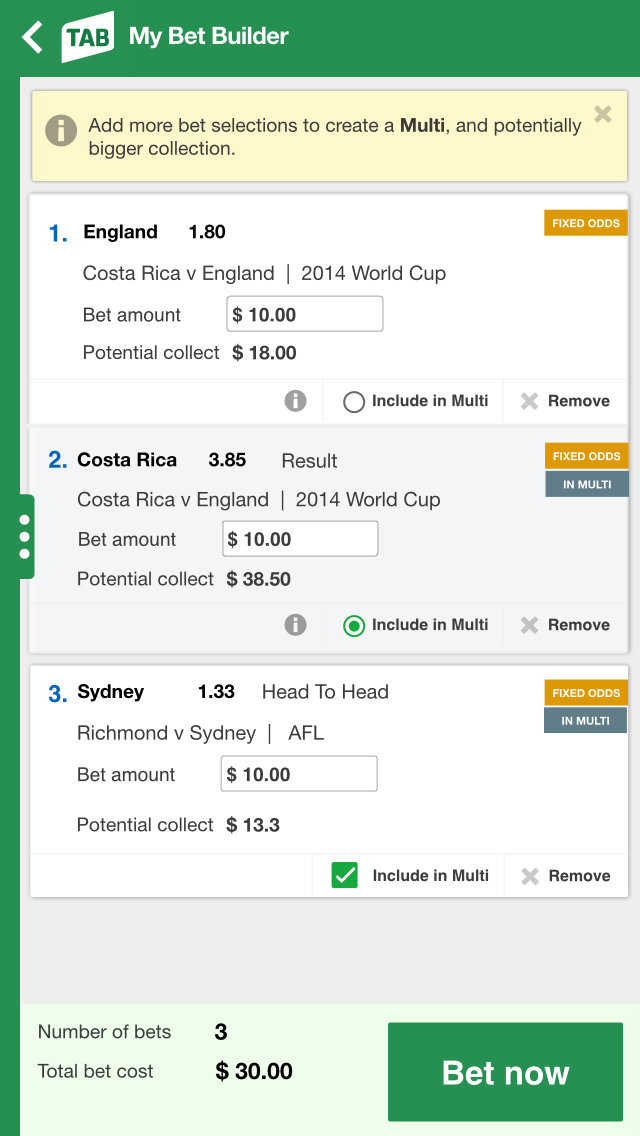 TAB My Bet Builder
Add more bet selections to create a Multi, and potentially
bigger collection.
1. England 1.80 FIXED ODDS
Costa Rica v England | 2014 World Cup
Bet amount $ 10.00
Potential collect $ 18.00
Include in Multi Remove
2. Costa Rica 3.85 Result FIXED ODDS
IN MULTI
Costa Rica v England | 2014 World Cup
Bet amount $ 10.00
Potential collect $ 38.50
Include in Multi Remove
3. Sydney 1.33 Head To Head FIXED ODDS
IN MULTI
Richmond v Sydney | AFL
Bet amount $ 10.00
Potential collect $ 13.3
Include in Multi Remove
Number of bets 3
Total bet cost $ 30.00
Bet now